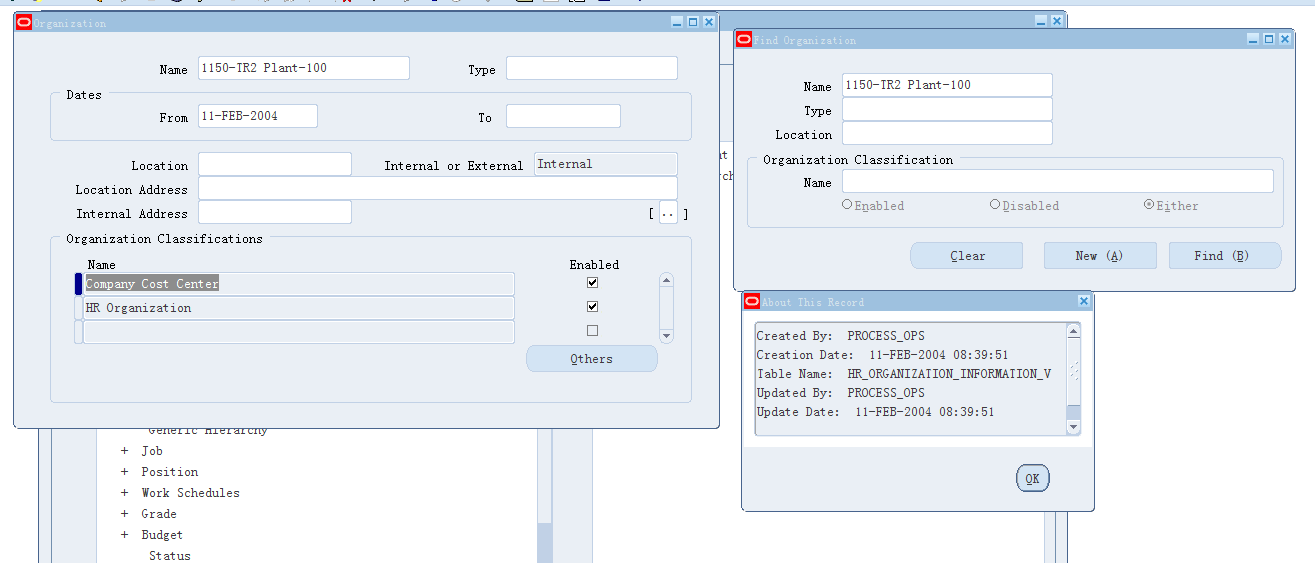 Organization
Name 1150-TR2 Plant-100 Type
Dates
From 11-FEB-2004 To
Location Internal or External Internal
Location Address
Internal Address [ .. ]
Organization Classifications
Name Enabled
Company Cost Center
HR Organization
Others
Generic Hierarchy
+ Job
+ Position
+ Work Schedules
+ Grade
+ Budget
Status
Find Organization
Name 1150-TR2 Plant-100
Type
Location
Organization Classification
Name
Enabled Disabled Either
Clear New (A) Find (B)
About This Record
Created By: PROCESS_OPS
Creation Date: 11-FEB-2004 08:39:51
Table Name: HR_ORGANIZATION_INFORMATION_V
Updated By: PROCESS_OPS
Update Date: 11-FEB-2004 08:39:51
OK